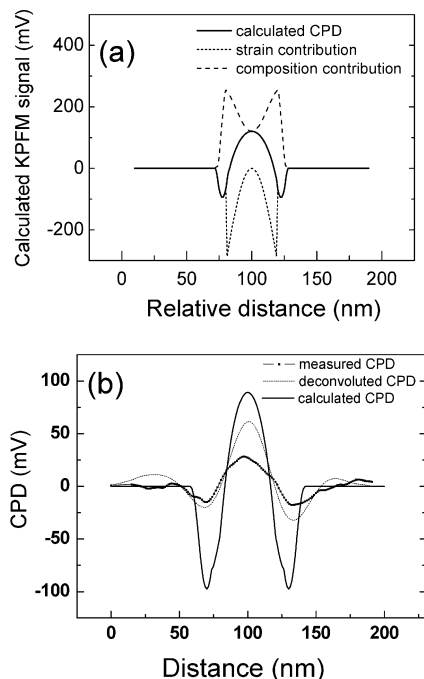 (a)
calculated CPD
strain contribution
composition contribution
Calculated KPFM signal (mV)
400
200
0
-200
0 50 100 150 200
Relative distance (nm)
(b)
measured CPD
deconvoluted CPD
calculated CPD
CPD (mV)
100
50
0
-50
-100
0 50 100 150 200
Distance (nm)